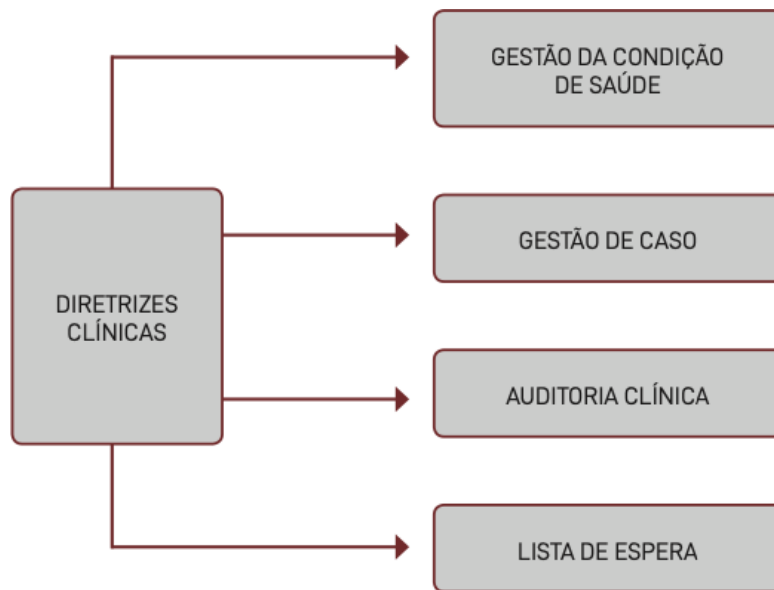 GESTÃO DA CONDIÇÃO
DE SAÚDE
GESTÃO DE CASO
DIRETRIZES
CLÍNICAS
AUDITORIA CLÍNICA
LISTA DE ESPERA